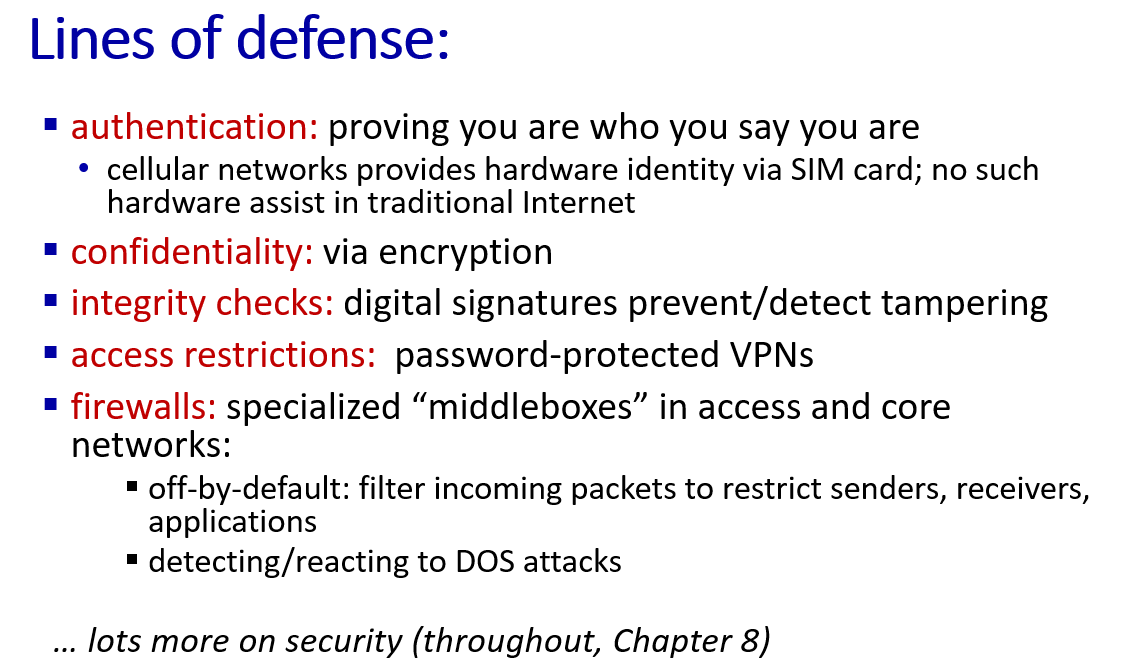 Lines of defense:
▪ authentication: proving you are who you say you are
• cellular networks provides hardware identity via SIM card; no such
hardware assist in traditional Internet
▪ confidentiality: via encryption
▪ integrity checks: digital signatures prevent/detect tampering
▪ access restrictions: password-protected VPNs
▪ firewalls: specialized “middleboxes” in access and core
networks:
▪ off-by-default: filter incoming packets to restrict senders, receivers,
applications
▪ detecting/reacting to DOS attacks
… lots more on security (throughout, Chapter 8)